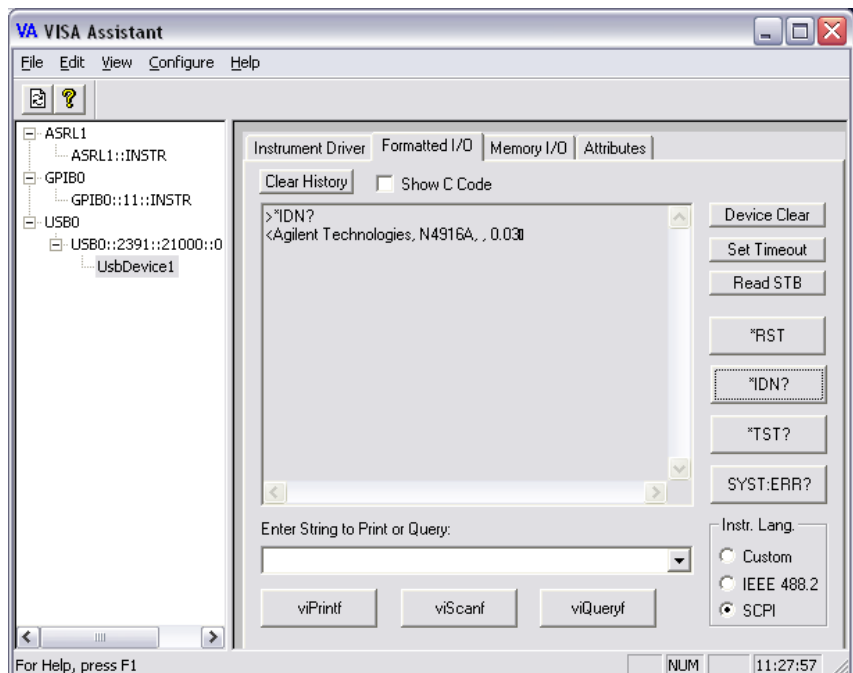 VA VISA Assistant
File Edit View Configure Help
ASRL1
ASRL1::INSTR
GPIB0
GPIB0::11::INSTR
USB0
USB0::2391::21000::0
UsbDevice1
Instrument Driver Formatted I/O Memory I/O Attributes
Clear History Show C Code
>*IDN?
<Agilent Technologies, N4916A, , 0.03
Device Clear
Set Timeout
Read STB
*RST
*IDN?
*TST?
SYST:ERR?
Enter String to Print or Query:
viPrintf viScanf viQueryf
Instr. Lang.
Custom
IEEE 488.2
SCPI
For Help, press F1 NUM 11:27:57